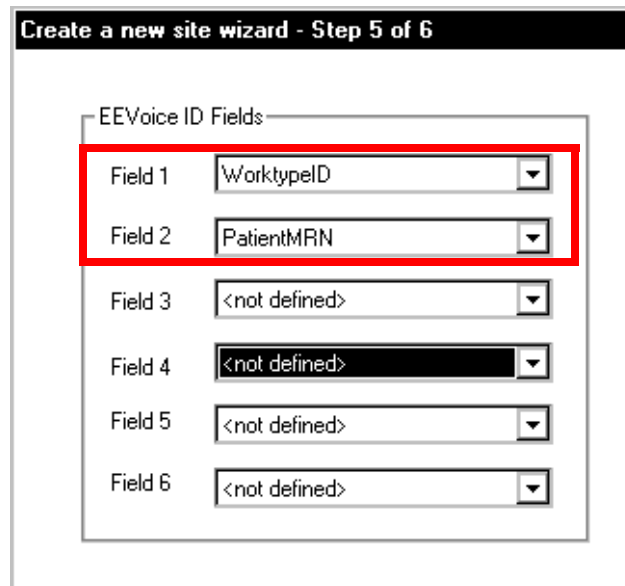 Create a new site wizard - Step 5 of 6
EEVoice ID Fields
Field 1 WorktypeID
Field 2 PatientMRN
Field 3 <not defined>
Field 4 <not defined>
Field 5 <not defined>
Field 6 <not defined>